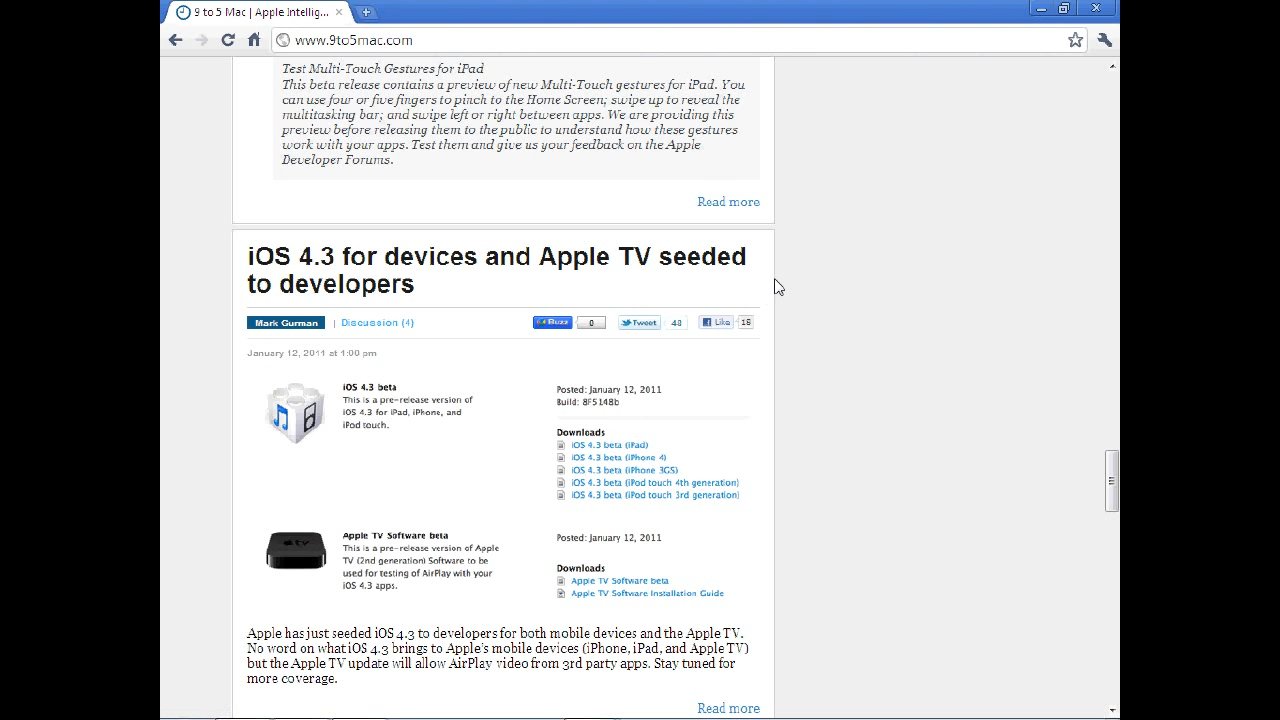 9 to 5 Mac | Apple Intellig...
www.9to5mac.com
Test Multi-Touch Gestures for iPad
This beta release contains a preview of new Multi-Touch gestures for iPad. You
can use four or five fingers to pinch to the Home Screen; swipe up to reveal the
multitasking bar; and swipe left or right between apps. We are providing this
preview before releasing them to the public to understand how these gestures
work with your apps. Test them and give us your feedback on the Apple
Developer Forums.
Read more
iOS 4.3 for devices and Apple TV seeded
to developers
Mark Gurman | Discussion (4)
Buzz 0 Tweet 48 Like 18
January 12, 2011 at 1:00 pm
iOS 4.3 beta
This is a pre-release version of
iOS 4.3 for iPad, iPhone, and
iPod touch.
Posted: January 12, 2011
Build: 8F5148b
Downloads
iOS 4.3 beta (iPad)
iOS 4.3 beta (iPhone 4)
iOS 4.3 beta (iPhone 3GS)
iOS 4.3 beta (iPod touch 4th generation)
iOS 4.3 beta (iPod touch 3rd generation)
tv
Apple TV Software beta
This is a pre-release version of Apple
TV (2nd generation) Software to be
used for testing of AirPlay with your
iOS 4.3 apps.
Posted: January 12, 2011
Downloads
Apple TV Software beta
Apple TV Software Installation Guide
Apple has just seeded iOS 4.3 to developers for both mobile devices and the Apple TV.
No word on what iOS 4.3 brings to Apple's mobile devices (iPhone, iPad, and Apple TV)
but the Apple TV update will allow AirPlay video from 3rd party apps. Stay tuned for
more coverage.
Read more